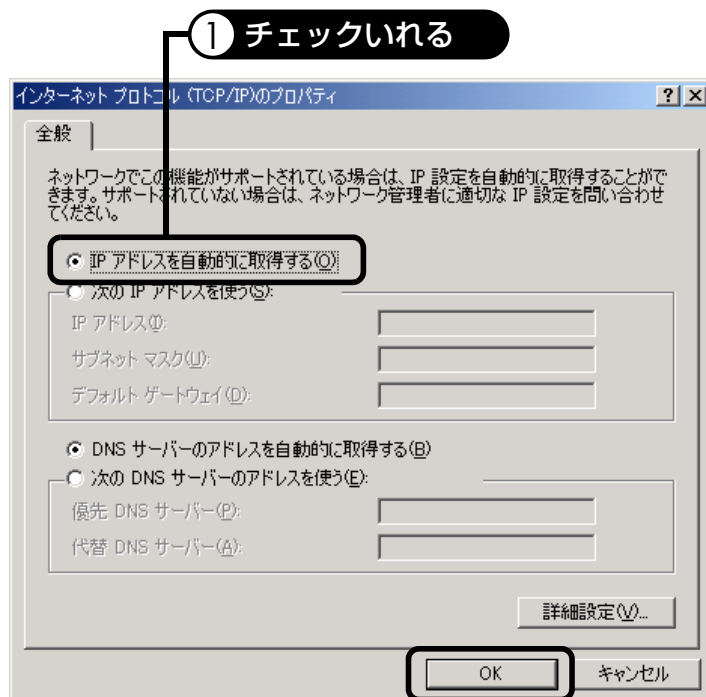 1 チェックいれる
インターネット プロトコル (TCP/IP)のプロパティ
全般
ネットワークでこの機能がサポートされている場合は、IP 設定を自動的に取得することがで
きます。サポートされていない場合は、ネットワーク管理者に適切な IP 設定を問い合わせ
てください。
IP アドレスを自動的に取得する(O)
次の IP アドレスを使う(S):
IP アドレス(I):
サブネット マスク(U):
デフォルト ゲートウェイ(D):
DNS サーバーのアドレスを自動的に取得する(B)
次の DNS サーバーのアドレスを使う(E):
優先 DNS サーバー(P):
代替 DNS サーバー(A):
詳細設定(V)...
OK キャンセル